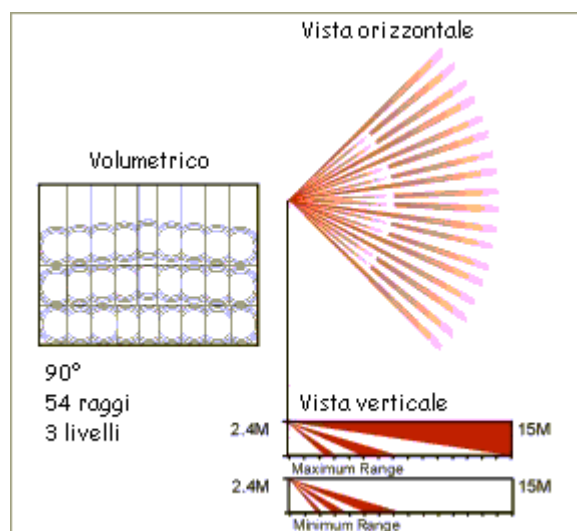 Vista orizzontale
Volumetrico
90°
54 raggi
3 livelli
Vista verticale
2.4M 15M
Maximum Range
2.4M 15M
Minimum Range